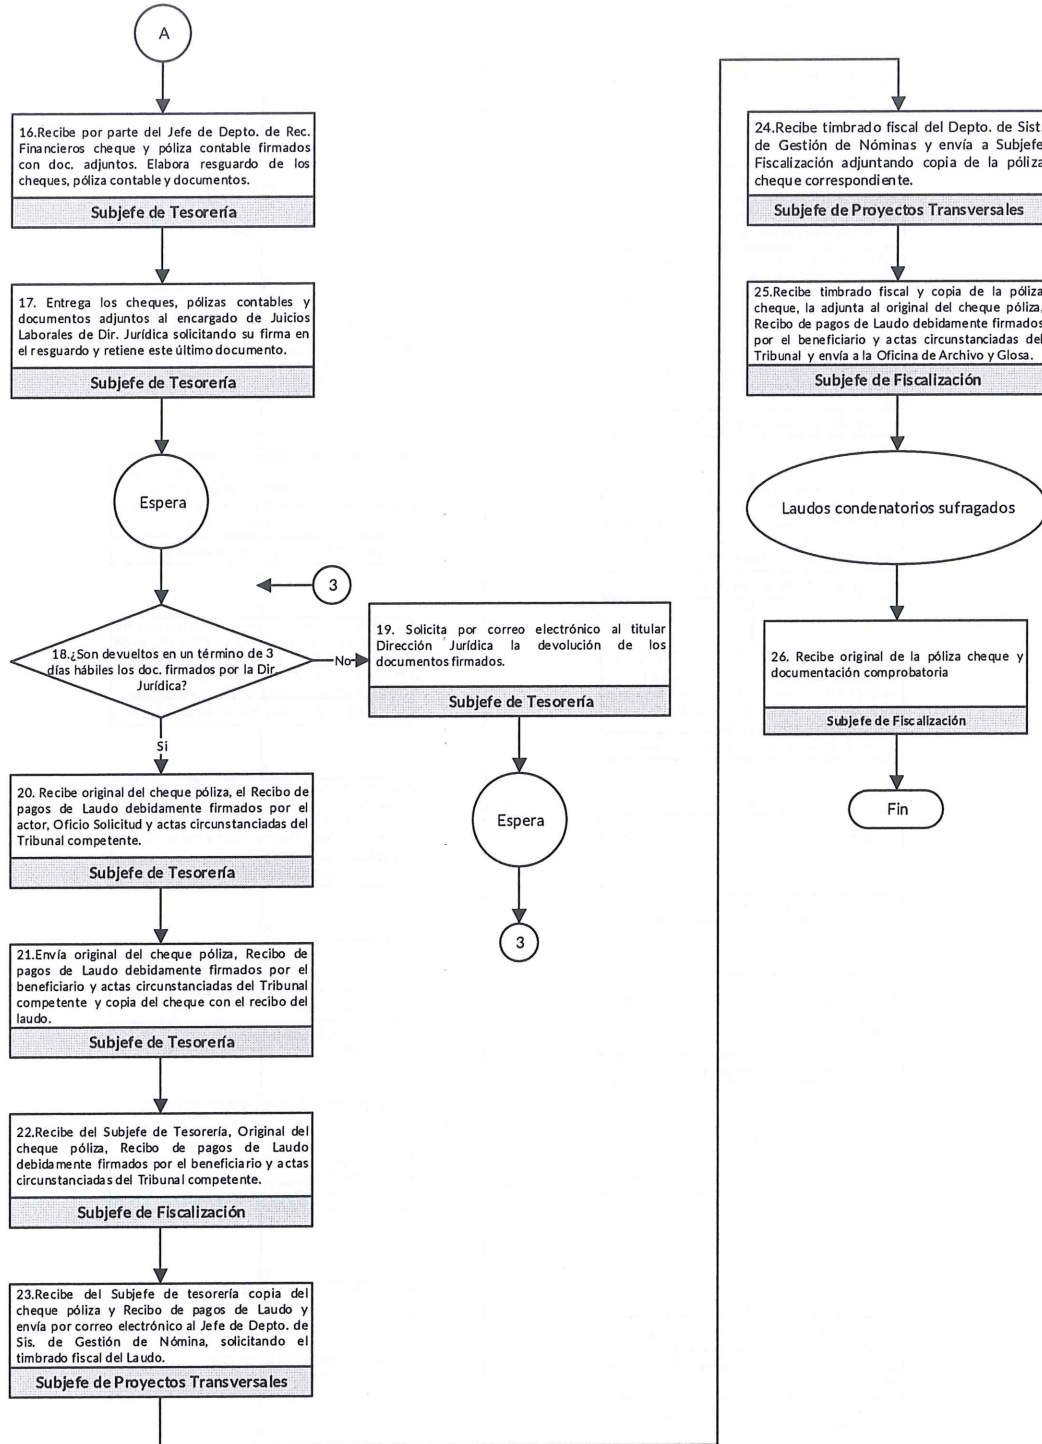 A
16.Recibe por parte del Jefe de Depto. de Rec.
Financieros cheque y póliza contable firmados
con doc. adjuntos. Elabora resguardo de los
cheques, póliza contable y documentos.
Subjefe de Tesorería
17. Entrega los cheques, pólizas contables y
documentos adjuntos al encargado de Juicios
Laborales de Dir. Jurídica solicitando su firma en
el resguardo y retiene este último documento.
Subjefe de Tesorería
Espera
3
18.¿Son devueltos en un término de 3
días hábiles los doc. firmados por la Dir.
Jurídica?
No
Si
19. Solicita por correo electrónico al titular
Dirección Jurídica la devolución de los
documentos firmados.
Subjefe de Tesorería
Espera
3
20. Recibe original del cheque póliza, el Recibo de
pagos de Laudo debidamente firmados por el
actor, Oficio Solicitud y actas circunstanciadas del
Tribunal competente.
Subjefe de Tesorería
21.Envía original del cheque póliza, Recibo de
pagos de Laudo debidamente firmados por el
beneficiario y actas circunstanciadas del Tribunal
competente y copia del cheque con el recibo del
laudo.
Subjefe de Tesorería
22.Recibe del Subjefe de Tesorería, Original del
cheque póliza, Recibo de pagos de Laudo
debidamente firmados por el beneficiario y actas
circunstanciadas del Tribunal competente.
Subjefe de Fiscalización
23.Recibe del Subjefe de tesorería copia del
cheque póliza y Recibo de pagos de Laudo y
envía por correo electrónico al Jefe de Depto. de
Sis. de Gestión de Nómina, solicitando el
timbrado fiscal del Laudo.
Subjefe de Proyectos Transversales
24.Recibe timbrado fiscal del Depto. de Sist.
de Gestión de Nóminas y envía a Subjefe
Fiscalización adjuntando copia de la póliza
cheque correspondiente.
Subjefe de Proyectos Transversales
25.Recibe timbrado fiscal y copia de la póliza
cheque, la adjunta al original del cheque póliza,
Recibo de pagos de Laudo debidamente firmados
por el beneficiario y actas circunstanciadas del
Tribunal y envía a la Oficina de Archivo y Glosa.
Subjefe de Fiscalización
Laudos condenatorios sufragados
26. Recibe original de la póliza cheque y
documentación comprobatoria
Subjefe de Fiscalización
Fin